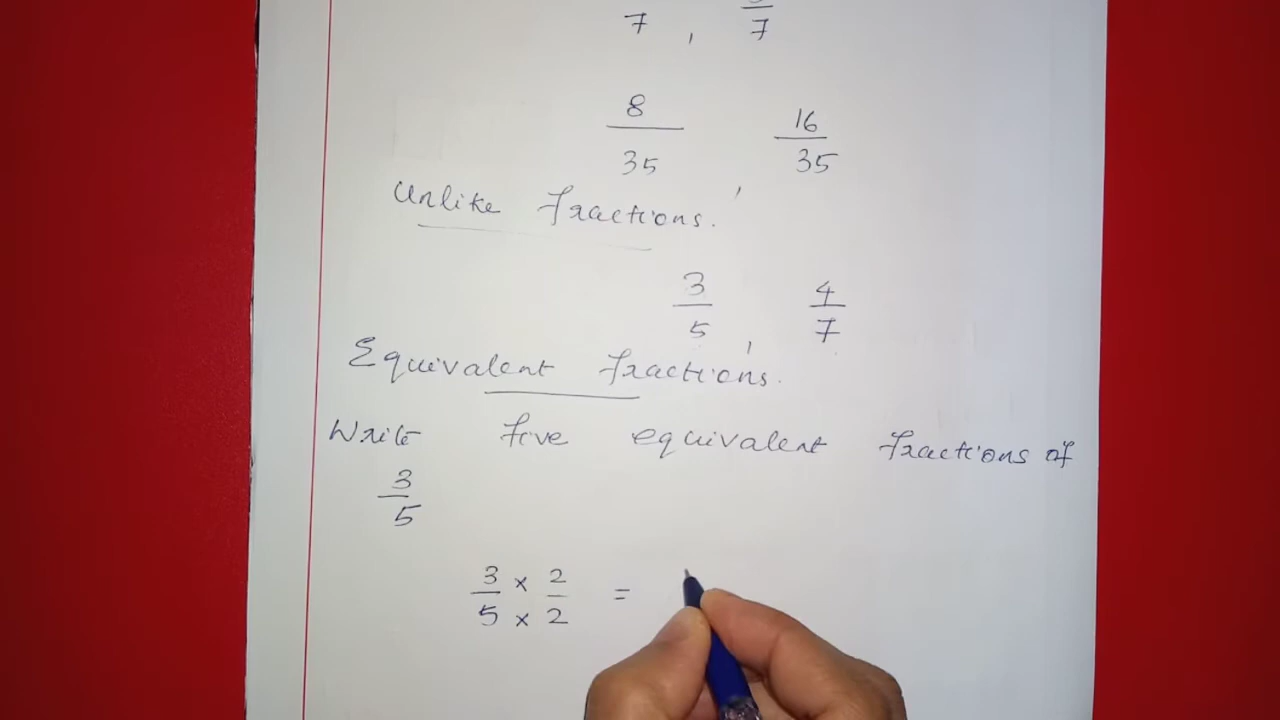 7 , 7
8/35 , 16/35
Unlike fractions.
3/5 , 4/7
Equivalent fractions.
Write five equivalent fractions of
3/5
3/5 × 2/2 =